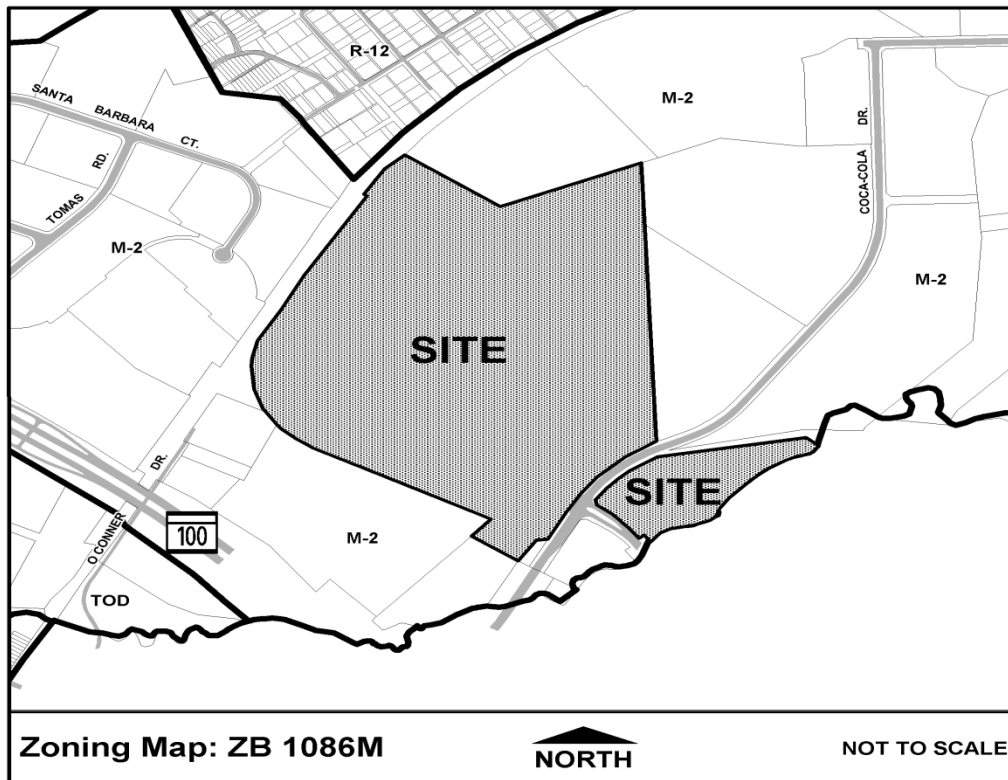 R-12
SANTA BARBARA CT.
M-2
COCA-COLA DR.
TOMAS RD.
M-2
M-2
SITE
SITE
O CONNER DR.
100
M-2
TOD
Zoning Map: ZB 1086M
NORTH
NOT TO SCALE